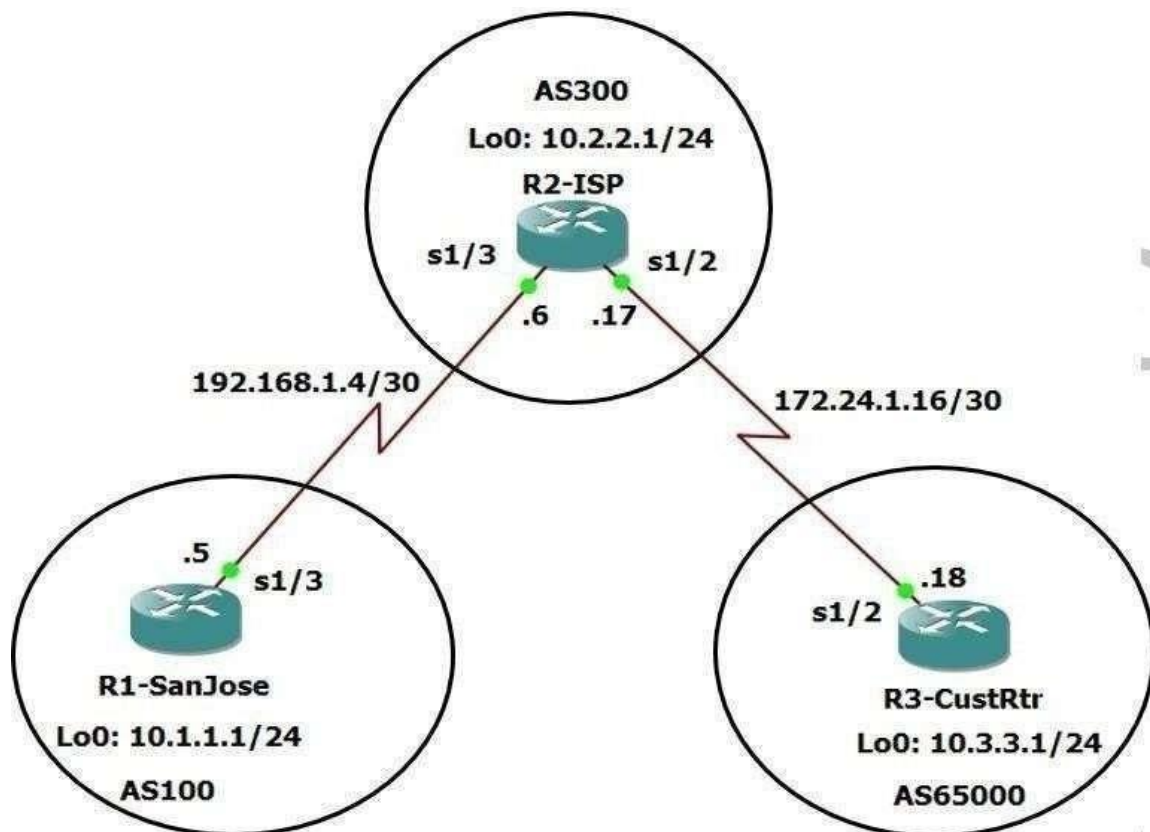 AS300
Lo0: 10.2.2.1/24
R2-ISP
s1/3
s1/2
.6
.17
192.168.1.4/30
172.24.1.16/30
.5
s1/3
.18
s1/2
R1-SanJose
R3-CustRtr
Lo0: 10.1.1.1/24
Lo0: 10.3.3.1/24
AS100
AS65000